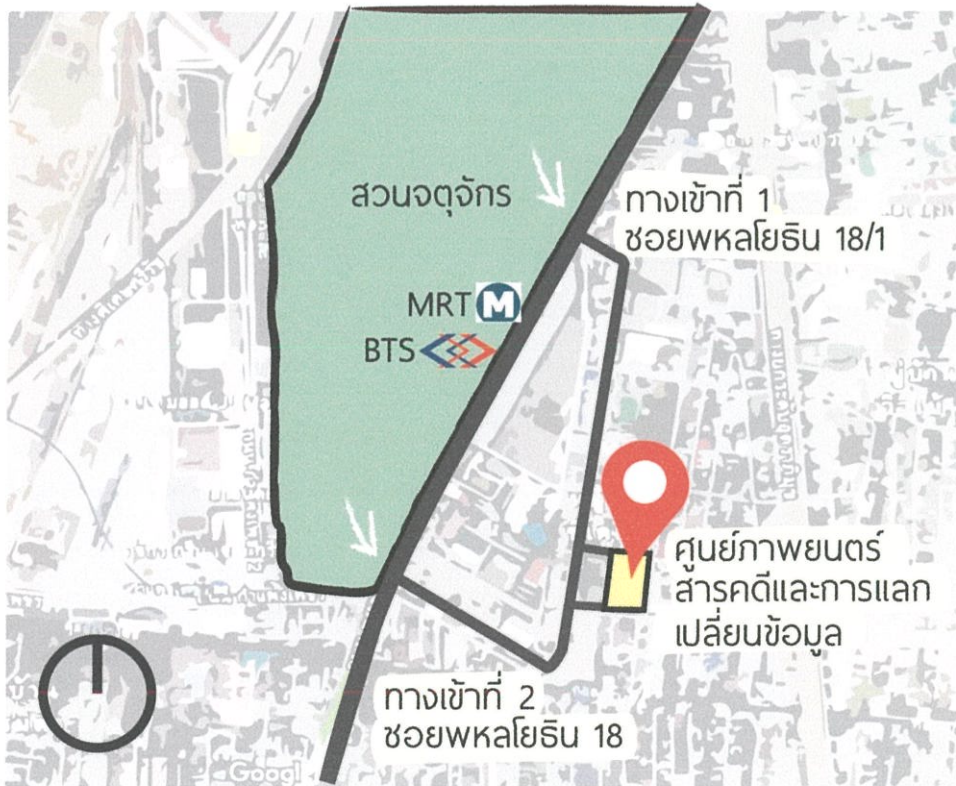 สวนจตุจักร
ทางเข้าที่ 1
ซอยพหลโยธิน 18/1
MRT M
BTS
ศูนย์ภาพยนตร์
สารคดีและการแลก
เปลี่ยนข้อมูล
ทางเข้าที่ 2
ซอยพหลโยธิน 18
Googl